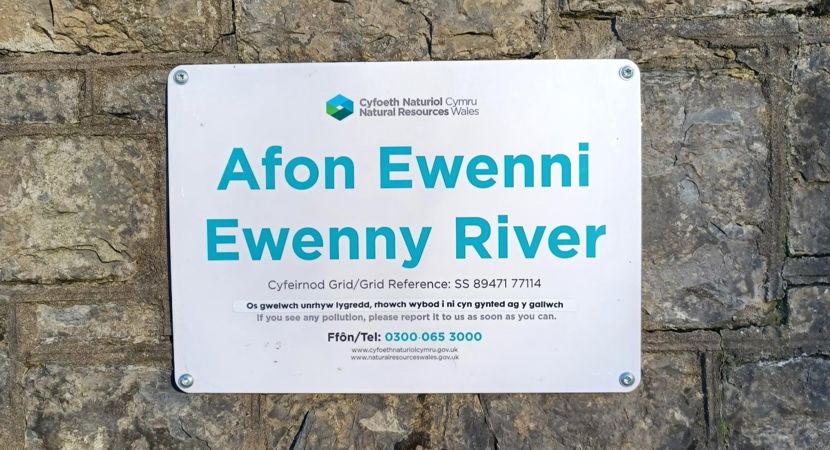 Cyfoeth Naturiol Cymru
Natural Resources Wales
Afon Ewenni
Ewenny River
Cyfeirnod Grid/Grid Reference: SS 89471 77114
Os gwelwch unrhyw lygredd, rhowch wybod i ni cyn gynted ag y gallwch
If you see any pollution, please report it to us as soon as you can.
Ffôn/Tel: 0300 065 3000
www.cyfoethnaturiolcymru.gov.uk
www.naturalresourceswales.gov.uk